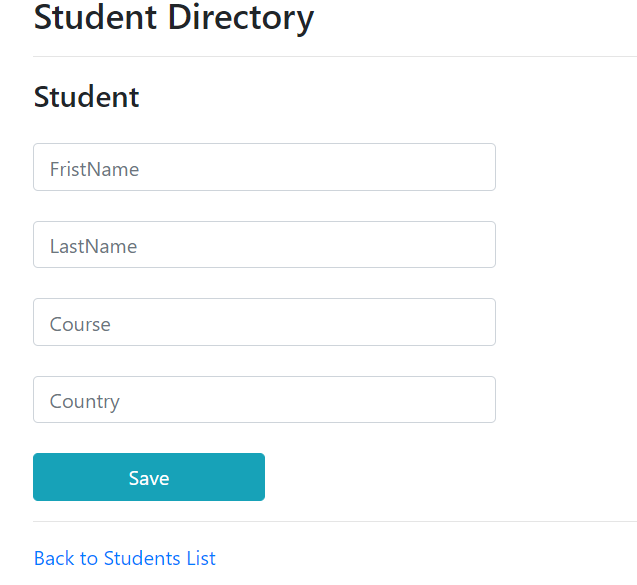 Student Directory
Student
FristName
LastName
Course
Country
Save
Back to Students List